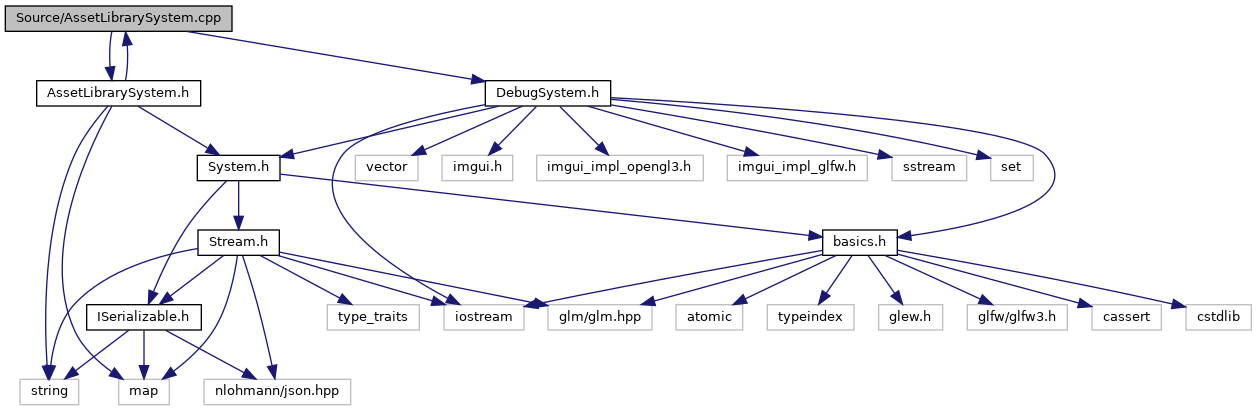 Source/AssetLibrarySystem.cpp
AssetLibrarySystem.h
DebugSystem.h
System.h
vector
imgui.h
imgui_impl_opengl3.h
imgui_impl_glfw.h
sstream
set
Stream.h
basics.h
ISerializable.h
type_traits
iostream
glm/glm.hpp
atomic
typeindex
glew.h
glfw/glfw3.h
cassert
cstdlib
string
map
nlohmann/json.hpp